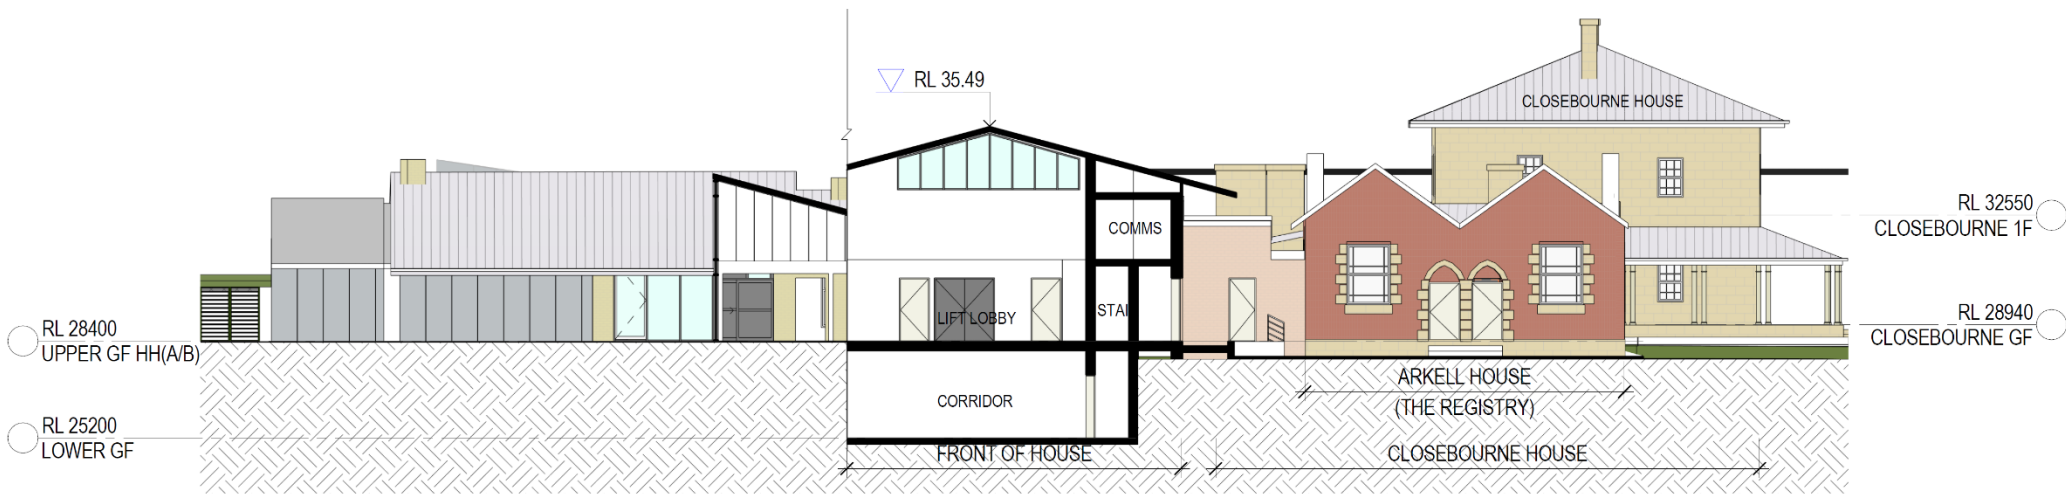 RL 35.49
CLOSEBOURNE HOUSE
RL 32550
CLOSEBOURNE 1F
COMMS
STAI
LIFT LOBBY
RL 28940
CLOSEBOURNE GF
RL 28400
UPPER GF HH(A/B)
ARKELL HOUSE
(THE REGISTRY)
CORRIDOR
RL 25200
LOWER GF
FRONT OF HOUSE
CLOSEBOURNE HOUSE